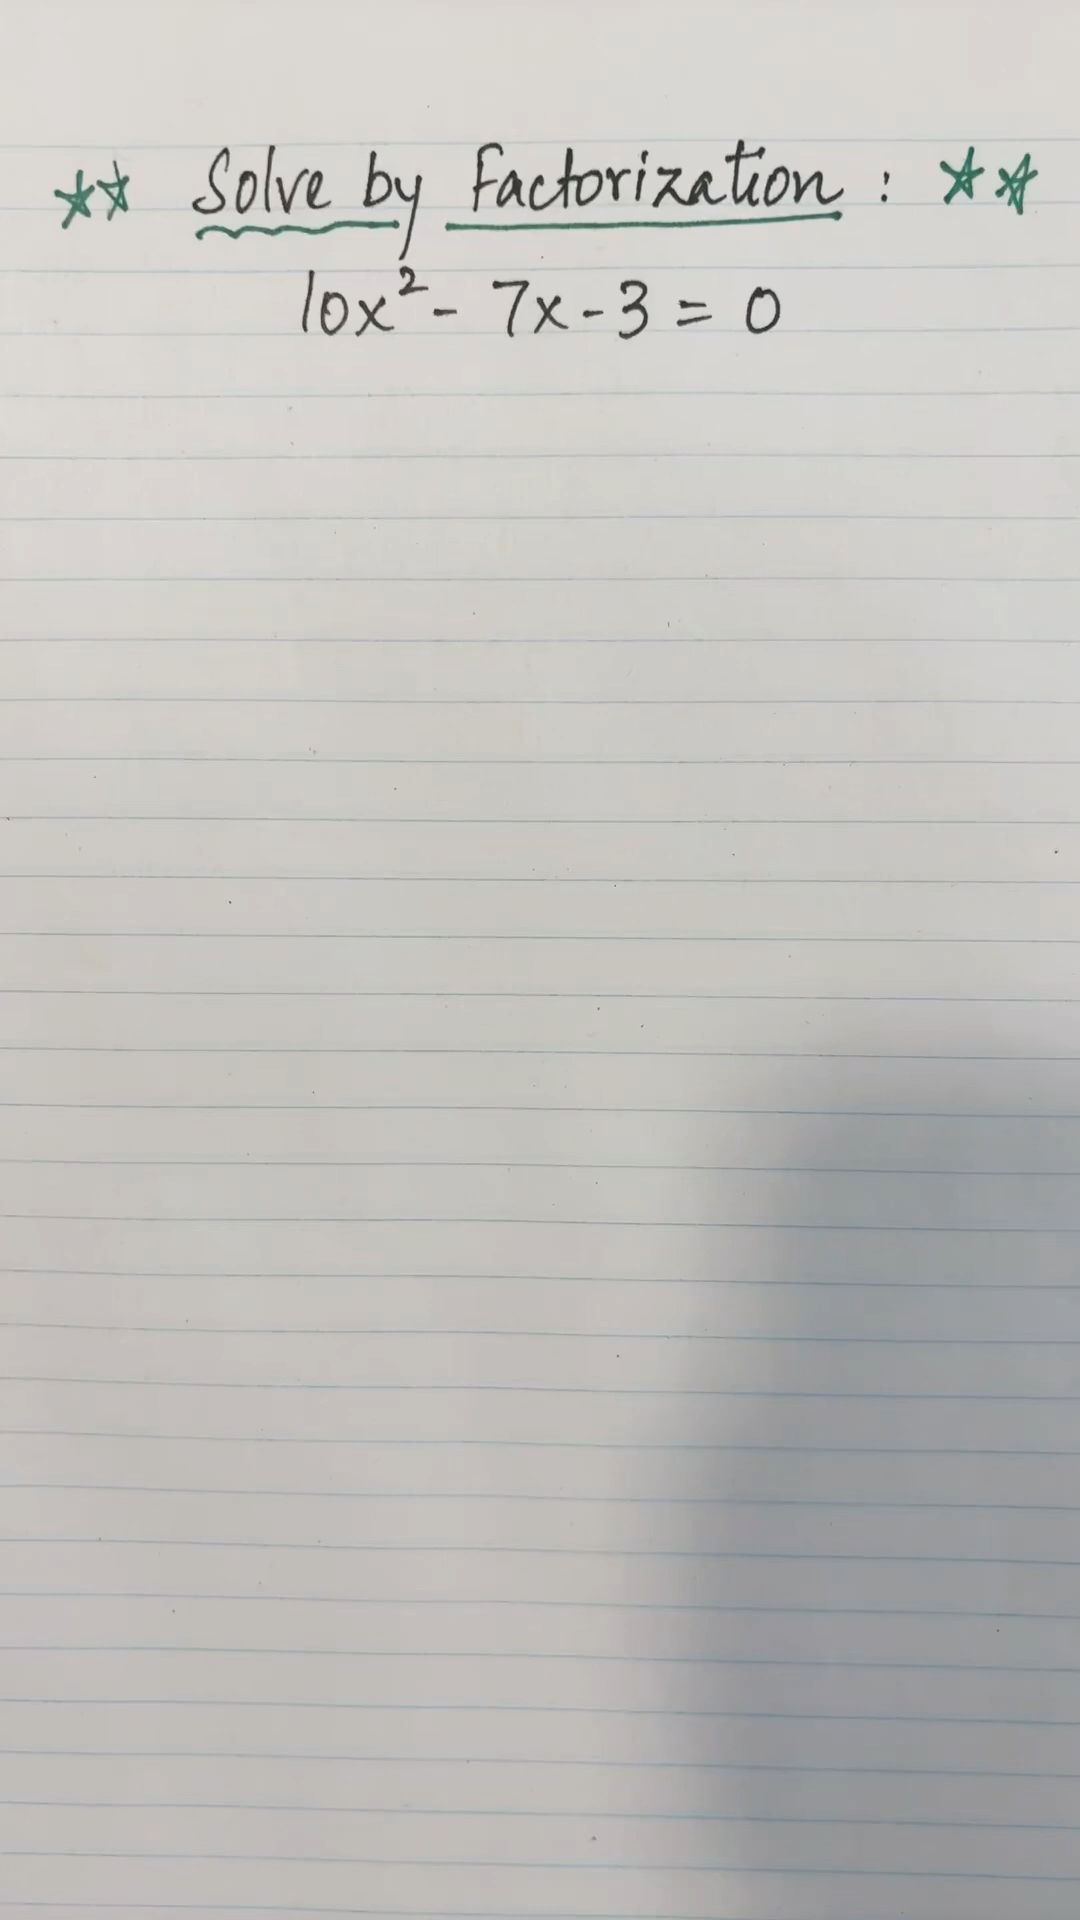 ** Solve by Factorization : **
10x² - 7x - 3 = 0